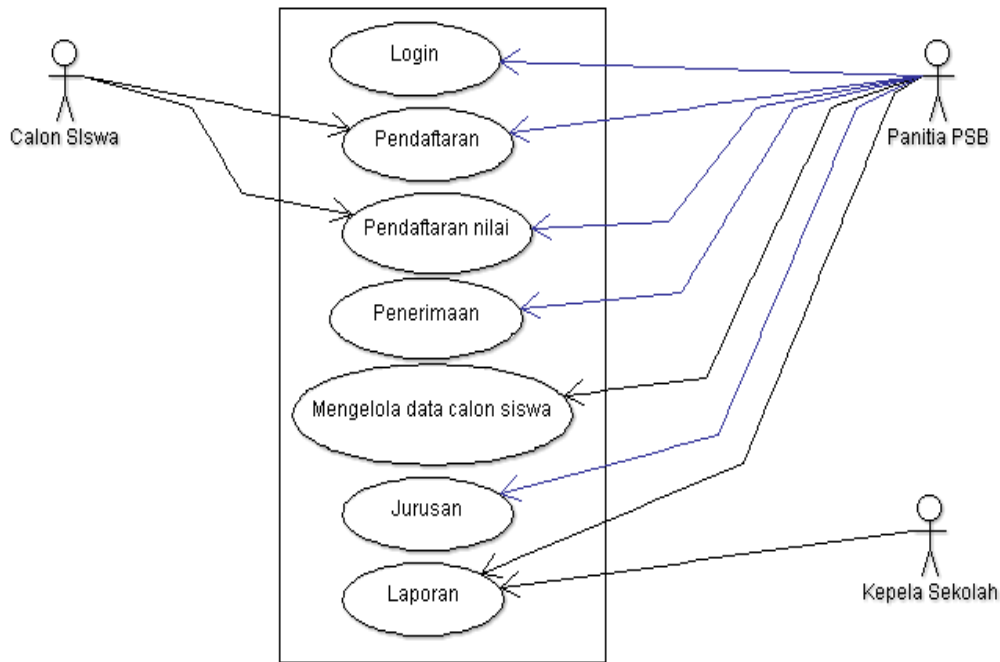 Login
Calon SIswa
Pendaftaran
Panitia PSB
Pendaftaran nilai
Penerimaan
Mengelola data calon siswa
Jurusan
Laporan
Kepela Sekolah